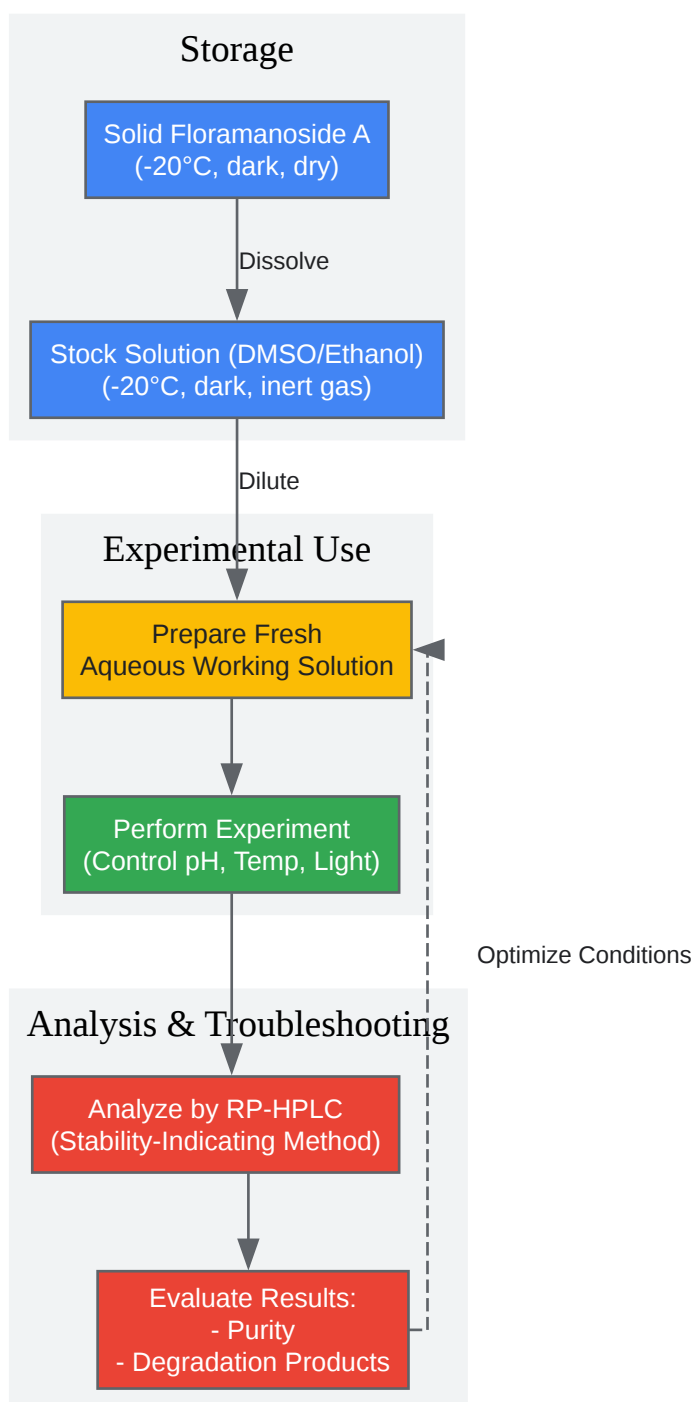 Storage
Solid Floramanoside A
(-20°C, dark, dry)
Dissolve
Stock Solution (DMSO/Ethanol)
(-20°C, dark, inert gas)
Dilute
Experimental Use
Prepare Fresh
Aqueous Working Solution
Perform Experiment
(Control pH, Temp, Light)
Optimize Conditions
Analysis & Troubleshooting
Analyze by RP-HPLC
(Stability-Indicating Method)
Evaluate Results:
- Purity
- Degradation Products